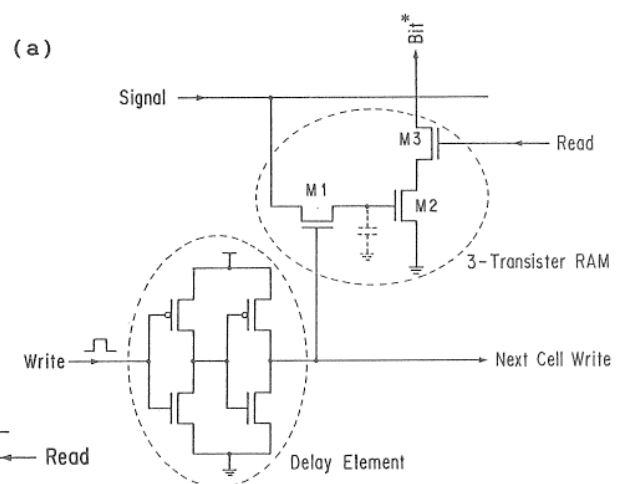 (a)
Bit*
Signal
M3
Read
M1
M2
3-Transister RAM
Write
Next Cell Write
Read
Delay Element